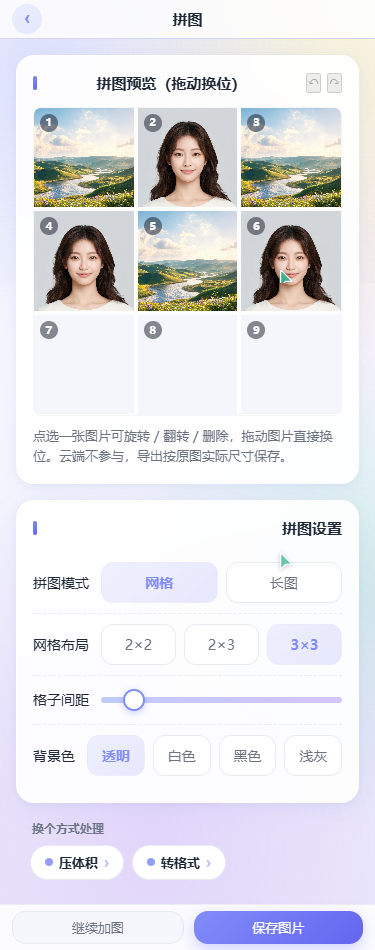 拼图
拼图预览（拖动换位）
1
2
3
4
5
6
7
8
9
点选一张图片可旋转 / 翻转 / 删除，拖动图片直接换
位。云端不参与，导出按原图实际尺寸保存。
拼图设置
拼图模式 网格 长图
网格布局 2×2 2×3 3×3
格子间距
背景色 透明 白色 黑色 浅灰
换个方式处理
压体积 › 转格式 ›
继续加图 保存图片